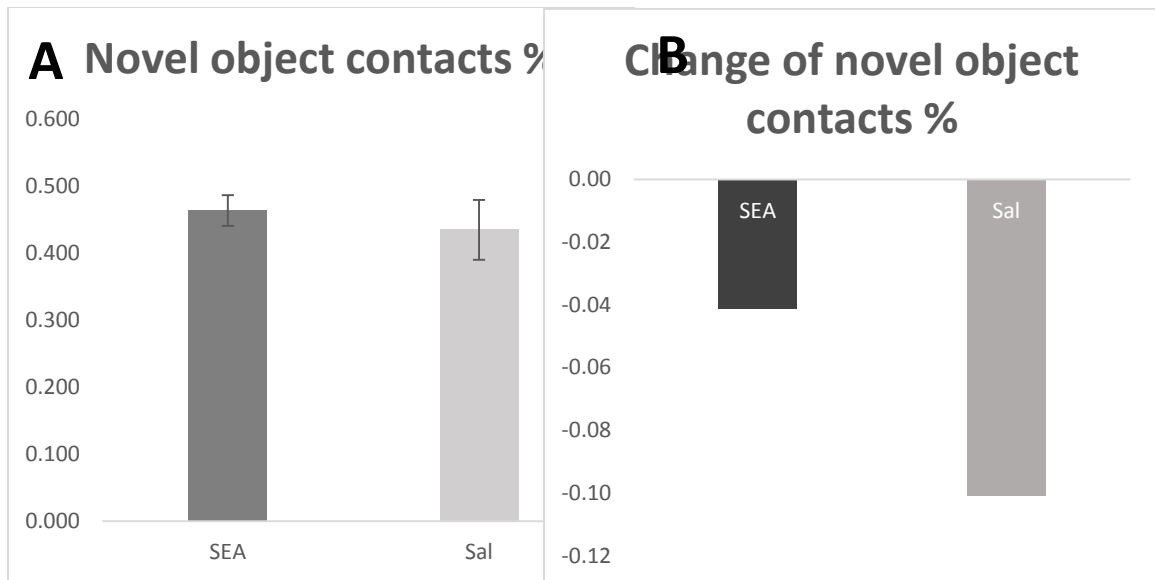 A
Novel object contacts %
0.600
0.500
0.400
0.300
0.200
0.100
0.000
SEA
Sal
B
Change of novel object
contacts %
0.00
-0.02
-0.04
-0.06
-0.08
-0.10
-0.12
SEA
Sal